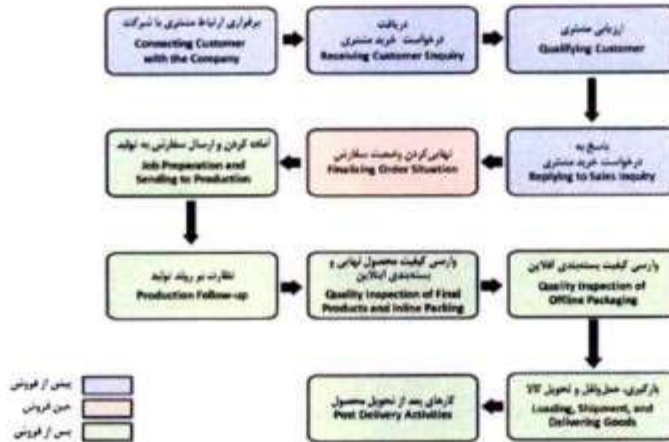 برقراری ارتباط مشتری با شرکت
Connecting Customer
with the Company
دریافت
درخواست خرید مشتری
Receiving Customer Enquiry
ارزیابی مشتری
Qualifying Customer
پاسخ به
درخواست خرید مشتری
Replying to Sales Inquiry
نهایی‌کردن وضعیت سفارش
Finalizing Order Situation
آماده کردن و ارسال سفارش به تولید
Job Preparation and
Sending to Production
نظارت بر روند تولید
Production Follow-up
وارسی کیفیت محصول نهایی و
بسته‌بندی اینلاین
Quality Inspection of Final
Products and Inline Packing
وارسی کیفیت بسته‌بندی آفلاین
Quality Inspection of
Offline Packaging
بارگیری، حمل‌ونقل و تحویل کالا
Loading, Shipment, and
Delivering Goods
کارهای بعد از تحویل محصول
Post Delivery Activities
پیش از فروش
حین فروش
پس از فروش